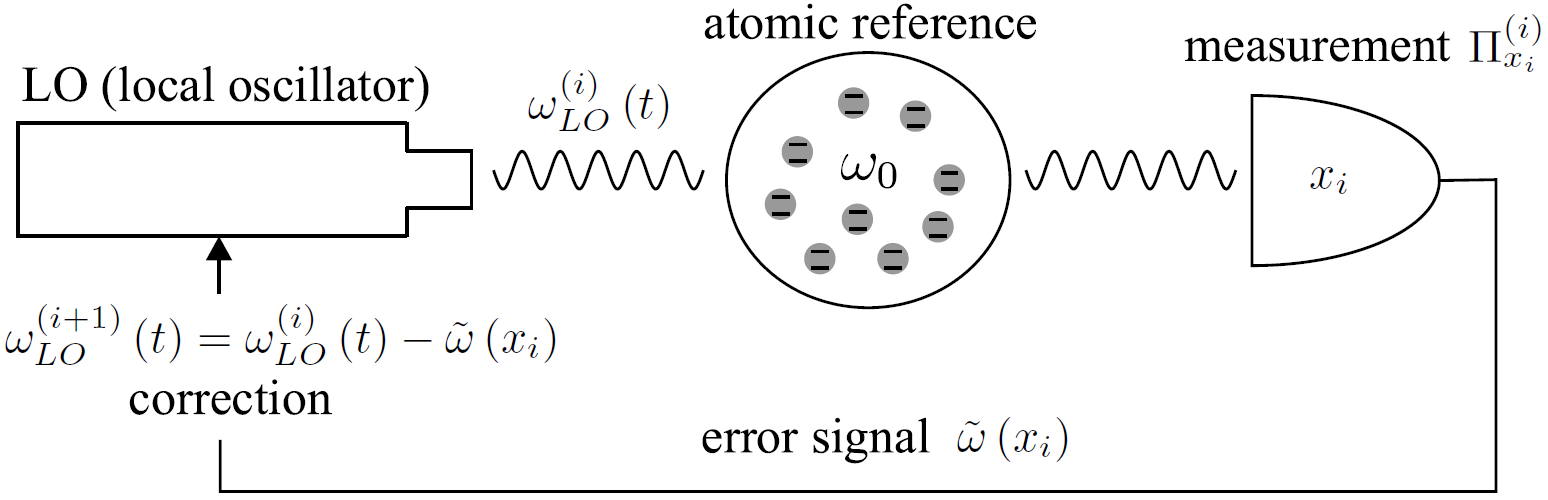 atomic reference
measurement Π_{x_i}^{(i)}
LO (local oscillator)
ω_{LO}^{(i)} (t)
ω_0
x_i
ω_{LO}^{(i+1)} (t) = ω_{LO}^{(i)} (t) − ω̃ (x_i)
correction
error signal ω̃ (x_i)